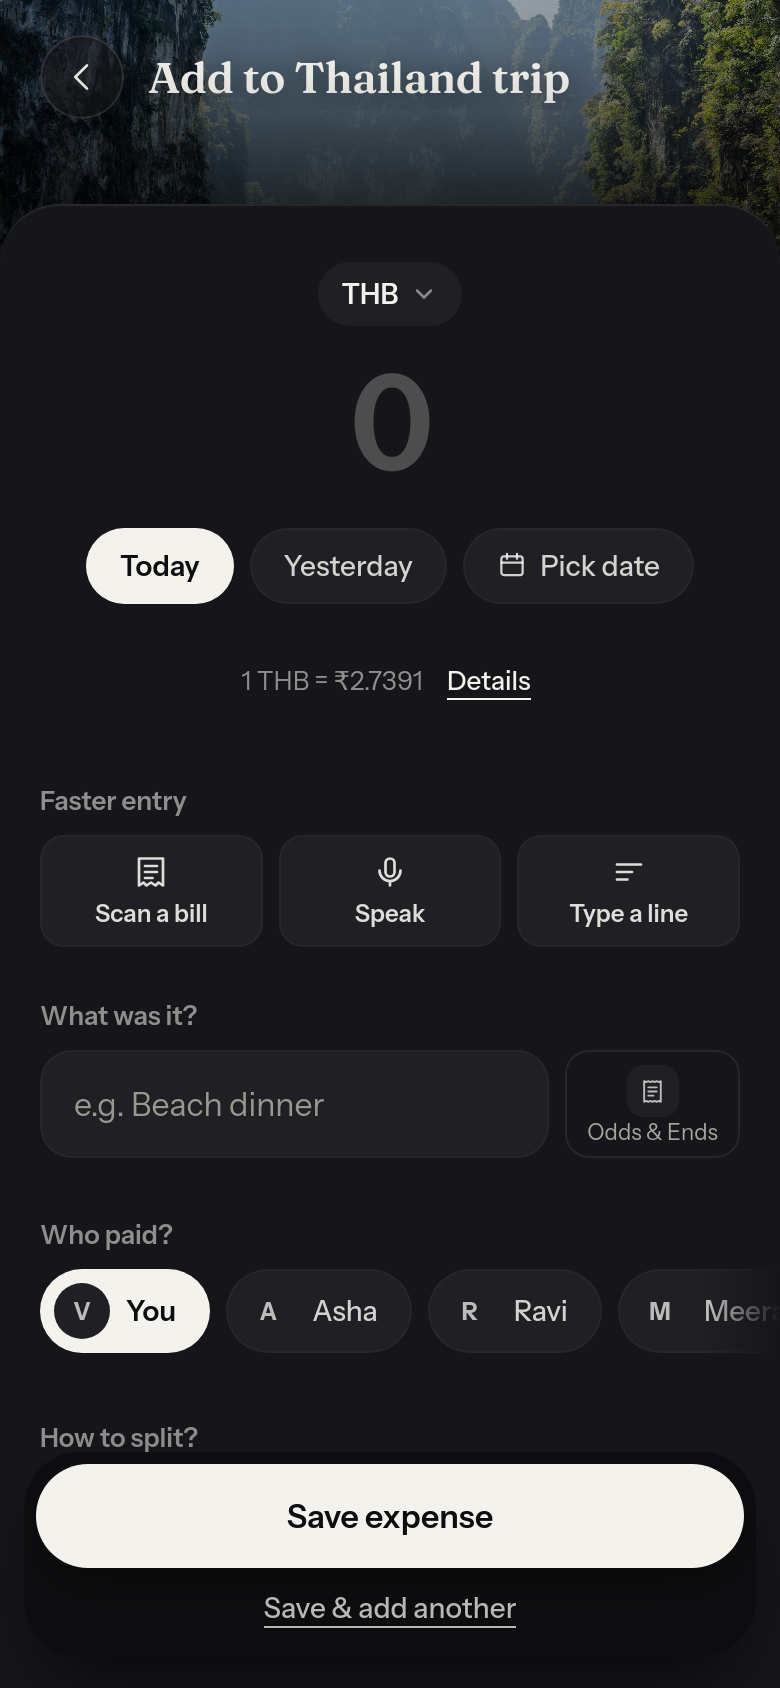 Add to Thailand trip
THB
0
Today Yesterday Pick date
1 THB = ₹2.7391 Details
Faster entry
Scan a bill Speak Type a line
What was it?
e.g. Beach dinner
Odds & Ends
Who paid?
V You A Asha R Ravi M Meera
How to split?
Save expense
Save & add another